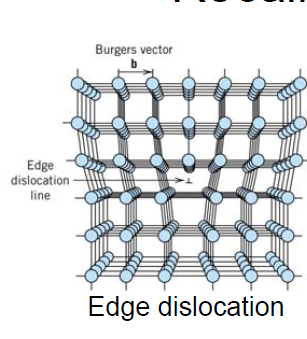 Burgers vector
b
Edge
dislocation
line
⊥
Edge dislocation